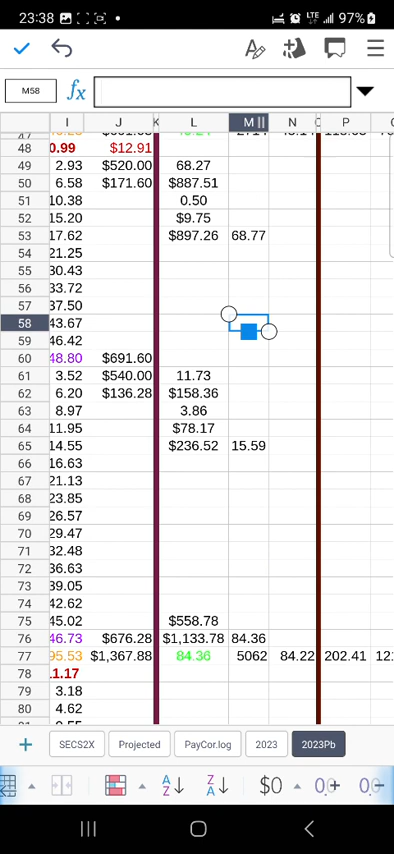 23:38 LTE 97%
M58 fx
I J K L M N P
48 0.99 $12.91
49 2.93 $520.00 68.27
50 6.58 $171.60 $887.51
51 10.38 0.50
52 15.20 $9.75
53 17.62 $897.26 68.77
54 21.25
55 30.43
56 33.72
57 37.50
58 43.67
59 46.42
60 48.80 $691.60
61 3.52 $540.00 11.73
62 6.20 $136.28 $158.36
63 8.97 3.86
64 11.95 $78.17
65 14.55 $236.52 15.59
66 16.63
67 21.13
68 23.85
69 26.57
70 29.47
71 32.48
72 36.63
73 39.05
74 42.62
75 45.02 $558.78
76 46.73 $676.28 $1,133.78 84.36
77 95.53 $1,367.88 84.36 5062 84.22 202.41 12
78 1.17
79 3.18
80 4.62
+ SECS2X Projected PayCor.log 2023 2023Pb
A Z Z A $0 0+ 0-